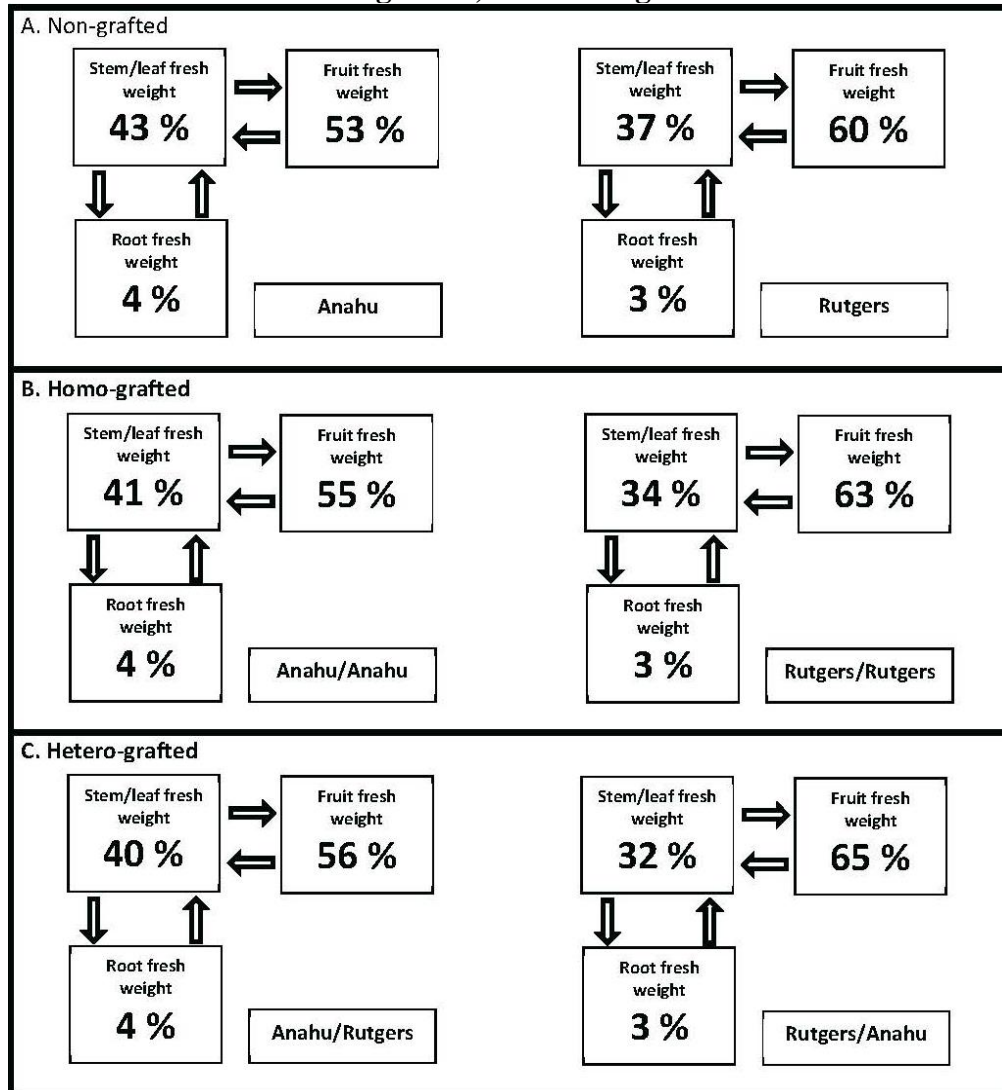 A. Non-grafted
Stem/leaf fresh
weight
43 %
Fruit fresh
weight
53 %
Root fresh
weight
4 %
Anahu
Stem/leaf fresh
weight
37 %
Fruit fresh
weight
60 %
Root fresh
weight
3 %
Rutgers
B. Homo-grafted
Stem/leaf fresh
weight
41 %
Fruit fresh
weight
55 %
Root fresh
weight
4 %
Anahu/Anahu
Stem/leaf fresh
weight
34 %
Fruit fresh
weight
63 %
Root fresh
weight
3 %
Rutgers/Rutgers
C. Hetero-grafted
Stem/leaf fresh
weight
40 %
Fruit fresh
weight
56 %
Root fresh
weight
4 %
Anahu/Rutgers
Stem/leaf fresh
weight
32 %
Fruit fresh
weight
65 %
Root fresh
weight
3 %
Rutgers/Anahu